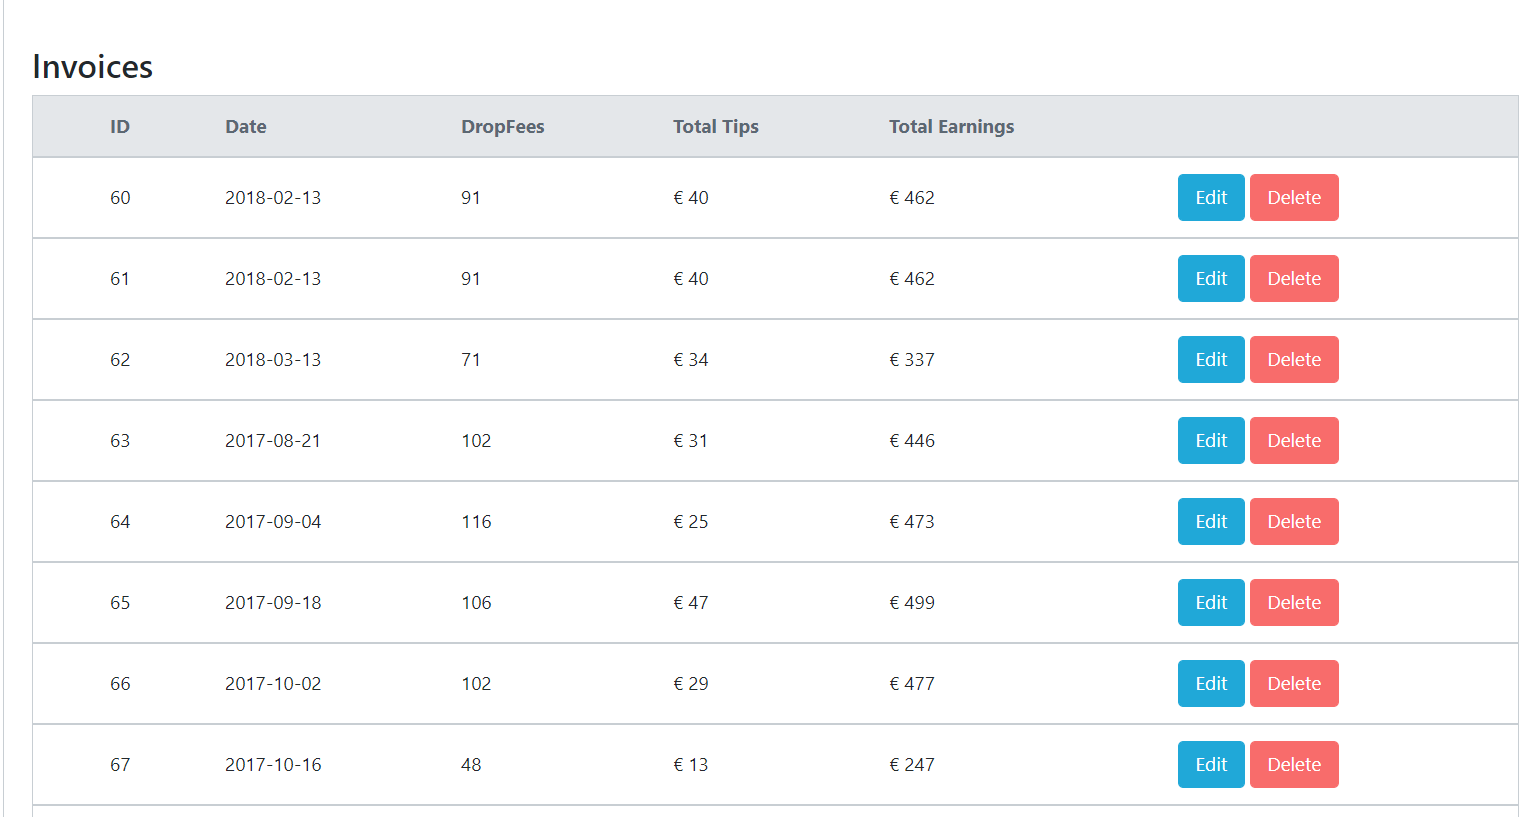 Invoices
ID Date DropFees Total Tips Total Earnings
60 2018-02-13 91 € 40 € 462 Edit Delete
61 2018-02-13 91 € 40 € 462 Edit Delete
62 2018-03-13 71 € 34 € 337 Edit Delete
63 2017-08-21 102 € 31 € 446 Edit Delete
64 2017-09-04 116 € 25 € 473 Edit Delete
65 2017-09-18 106 € 47 € 499 Edit Delete
66 2017-10-02 102 € 29 € 477 Edit Delete
67 2017-10-16 48 € 13 € 247 Edit Delete